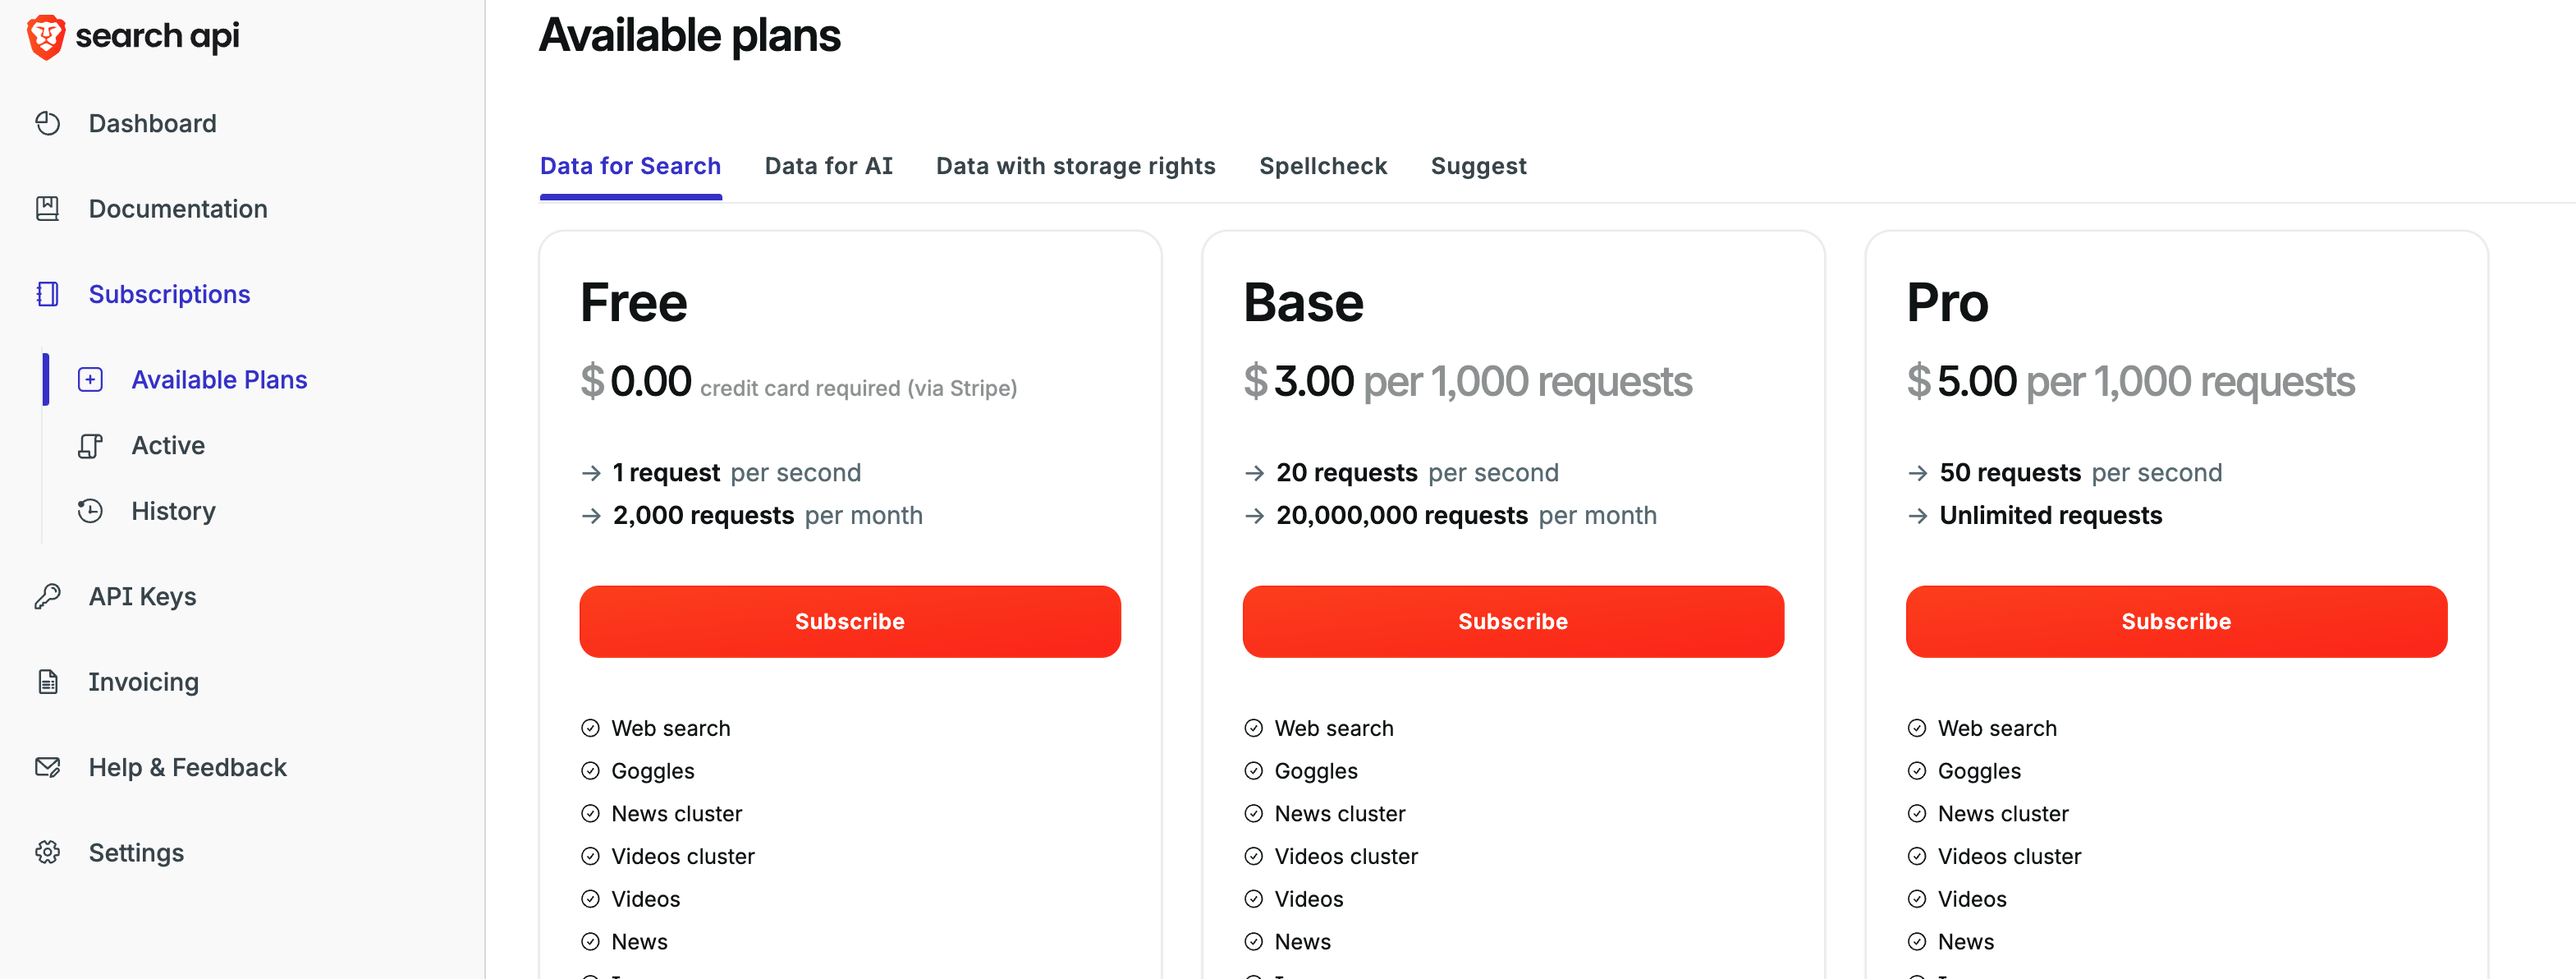 search api
Dashboard
Documentation
Subscriptions
Available Plans
Active
History
API Keys
Invoicing
Help & Feedback
Settings
Available plans
Data for Search
Data for AI
Data with storage rights
Spellcheck
Suggest
Free
$0.00 credit card required (via Stripe)
→ 1 request per second
→ 2,000 requests per month
Subscribe
Web search
Goggles
News cluster
Videos cluster
Videos
News
Base
$3.00 per 1,000 requests
→ 20 requests per second
→ 20,000,000 requests per month
Subscribe
Web search
Goggles
News cluster
Videos cluster
Videos
News
Pro
$5.00 per 1,000 requests
→ 50 requests per second
→ Unlimited requests
Subscribe
Web search
Goggles
News cluster
Videos cluster
Videos
News